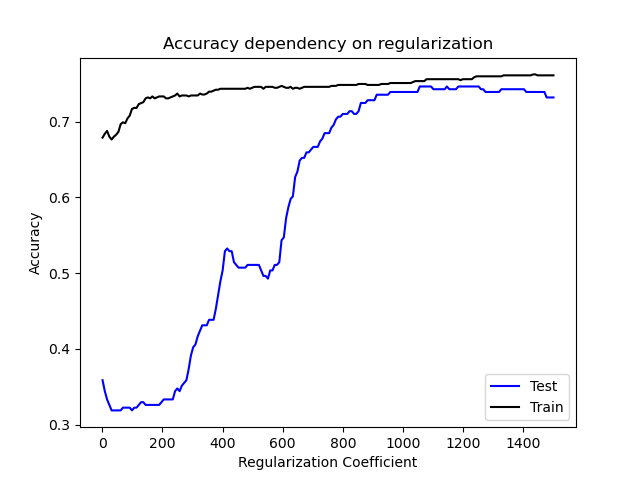 Accuracy dependency on regularization
Accuracy
0.7
0.6
0.5
0.4
0.3
0 200 400 600 800 1000 1200 1400
Regularization Coefficient
Test
Train